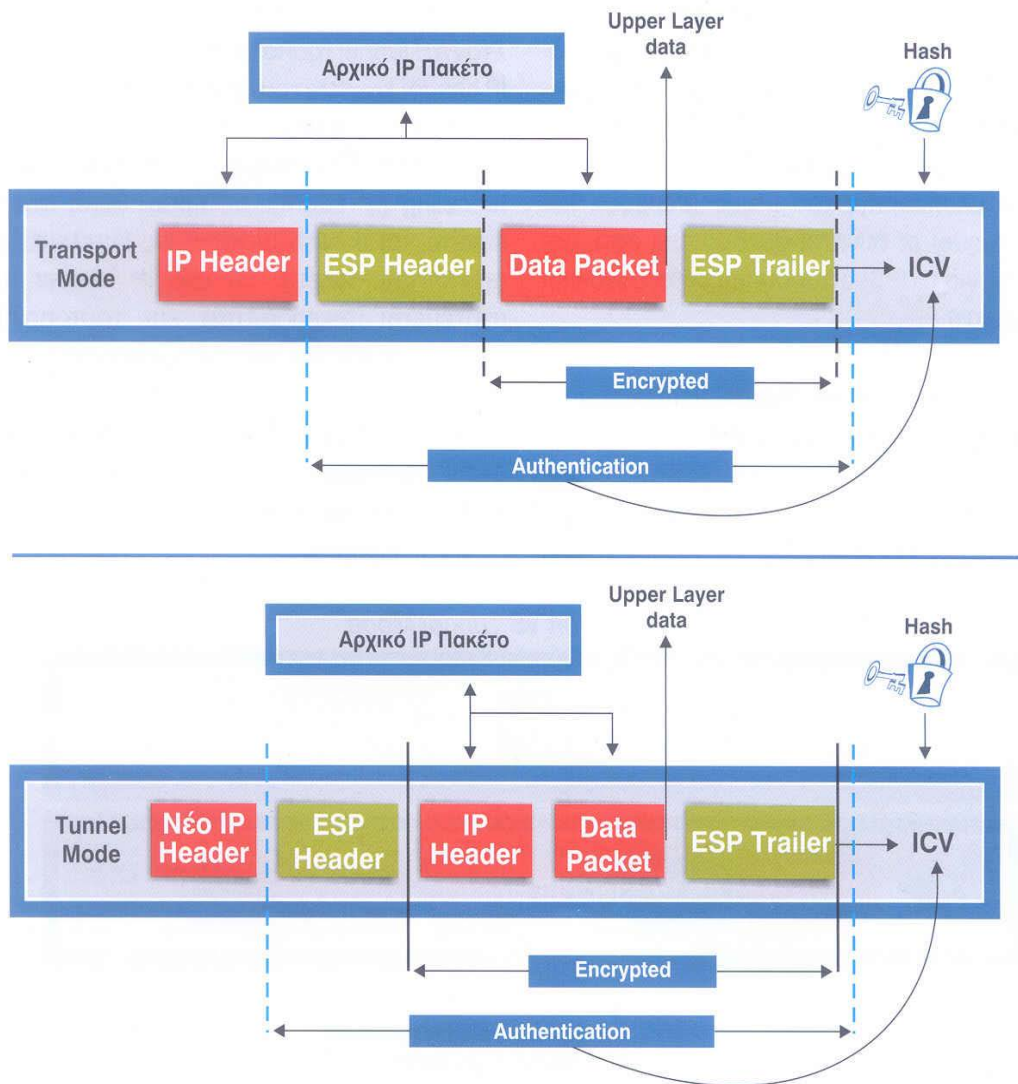 Upper Layer
data
Hash
Αρχικό IP Πακέτο
Transport
Mode
IP Header
ESP Header
Data Packet
ESP Trailer
ICV
Encrypted
Authentication
Upper Layer
data
Hash
Αρχικό IP Πακέτο
Tunnel
Mode
Νέο IP
Header
ESP
Header
IP
Header
Data
Packet
ESP Trailer
ICV
Encrypted
Authentication